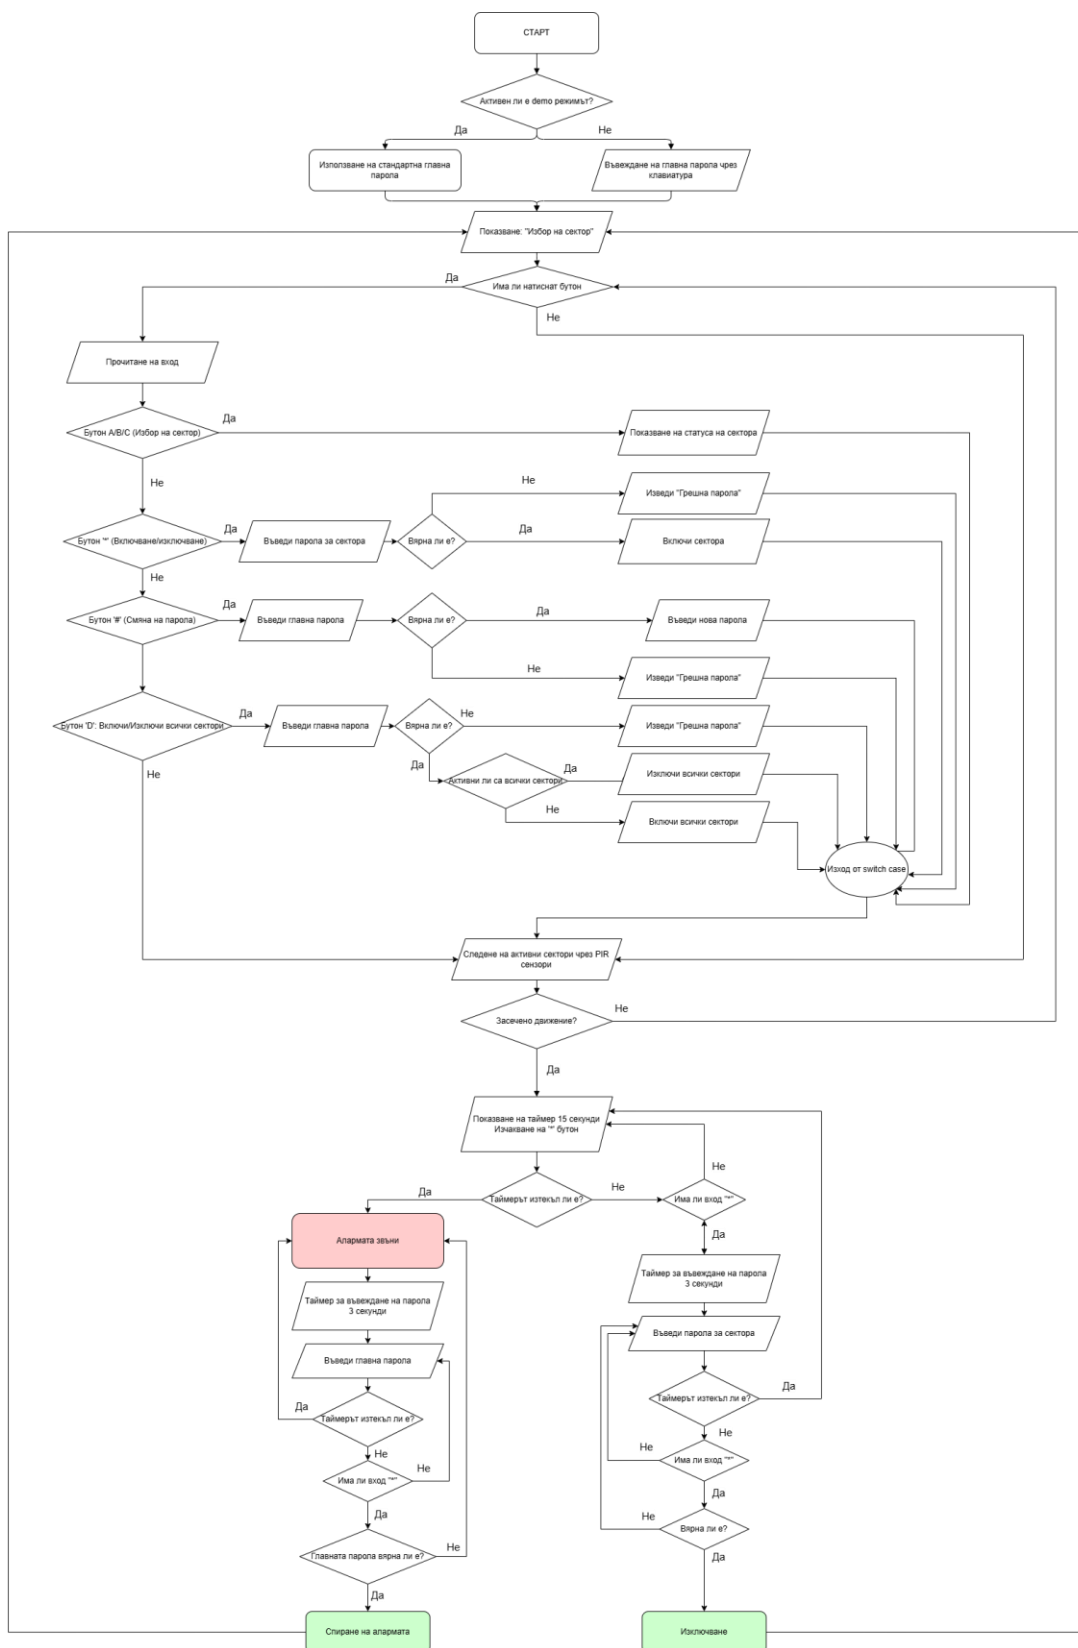 СТАРТ
Активен ли е demo режимът?
Да
Не
Използване на стандартна главна
парола
Въвеждане на главна парола чрез
клавиатура
Показване: "Избор на сектор"
Да
Има ли натиснат бутон
Не
Прочитане на вход
Бутон A/B/C (Избор на сектор)
Да
Показване на статуса на сектора
Не
Не
Изведи "Грешна парола"
Бутон '*' (Включване/изключване)
Да
Въведи парола за сектора
Вярна ли е?
Да
Включи сектора
Не
Бутон '#' (Смяна на парола)
Да
Въведи главна парола
Вярна ли е?
Да
Въведи нова парола
Не
Изведи "Грешна парола"
Бутон 'D': Включи/Изключи всички сектори
Да
Въведи главна парола
Вярна ли е?
Не
Изведи "Грешна парола"
Не
Да
Активни ли са всички сектори
Да
Изключи всички сектори
Не
Включи всички сектори
Изход от switch case
Следене на активни сектори чрез PIR
сензори
Засечено движение?
Не
Да
Показване на таймер 15 секунди
Изчакване на '*' бутон
Не
Да
Таймерът изтекъл ли е?
Не
Има ли вход "*"
Да
Алармата звъни
Таймер за въвеждане на парола
3 секунди
Въведи главна парола
Да
Таймерът изтекъл ли е?
Не
Има ли вход "*"
Не
Да
Главната парола вярна ли е?
Не
Да
Спиране на алармата
Таймер за въвеждане на парола
3 секунди
Въведи парола за сектора
Таймерът изтекъл ли е?
Да
Не
Не
Има ли вход "*"
Да
Не
Вярна ли е?
Да
Изключване